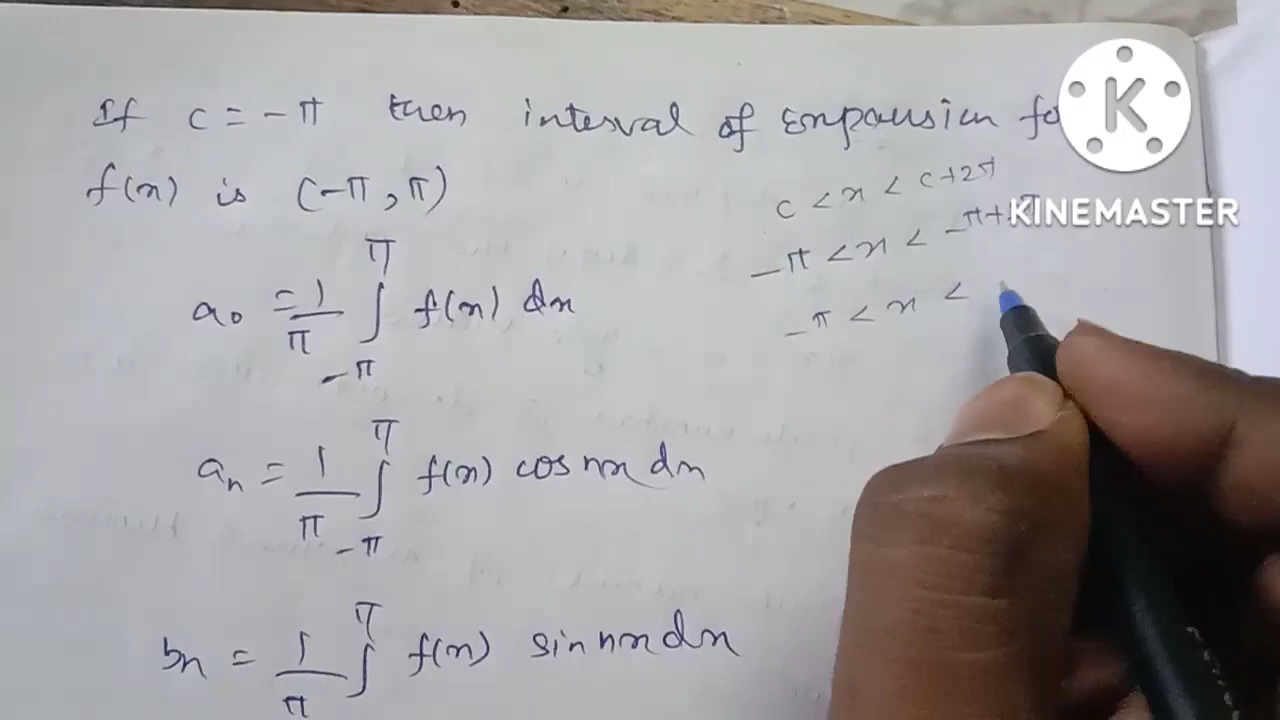 If c = -π then interval of expansion fo
f(x) is (-π, π)
c < x < c+2π
-π < x < -π+
-π < x <
a₀ = 1/π ∫_{-π}^{π} f(x) dx
aₙ = 1/π ∫_{-π}^{π} f(x) cos nx dx
bₙ = 1/π ∫^{π} f(x) sin nx dx
K
KINEMASTER